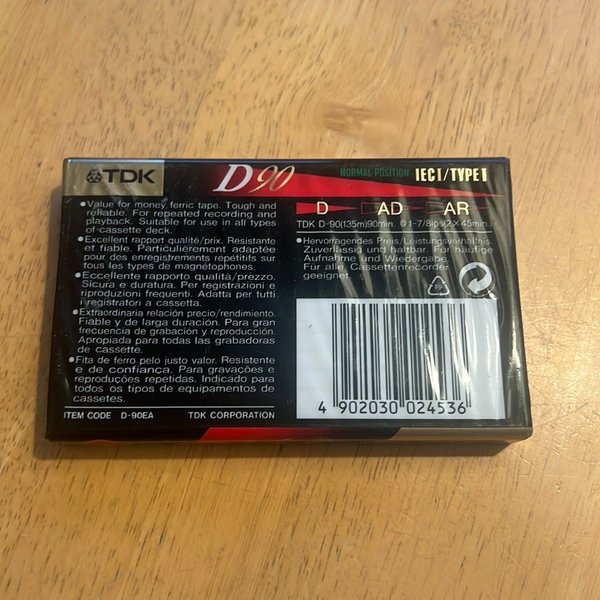 TDK D90 NORMAL POSITION IECI/TYPE I
•Value for money ferric tape. Tough and
reliable. For repeated recording and
playback. Suitable for use in all types
of cassette deck.
•Excellent rapport qualité/prix. Résistante
et fiable. Particulièrement adaptée
pour des enregistrements répétitifs sur
tous les types de magnétophones.
•Eccellente rapporto qualità/prezzo.
Sicura e duratura. Per registrazioni e
riproduzioni frequenti. Adatta per tutti
i registratori a cassetta.
•Extraordinaria relación precio/rendimiento.
Fiable y de larga duración. Para gran
frecuencia de grabación y reproducción.
Apropiada para todas las grabadoras
de cassette.
•Fita de ferro pelo justo valor. Resistente
e de confiança. Para gravações e
reproduções repetidas. Indicado para
todos os tipos de equipamentos de
cassetes.
ITEM CODE D-90EA TDK CORPORATION
D AD AR
TDK D-90(135m)90min. 1-7/8ips(2×45min.)
•Hervorragendes Preis/Leistungsverhältnis
Zuverlässig und haltbar. Für häufige
Aufnahme und Wiedergabe.
Für alle Cassettenrecorder
geeignet.
PP
4 902030 024536